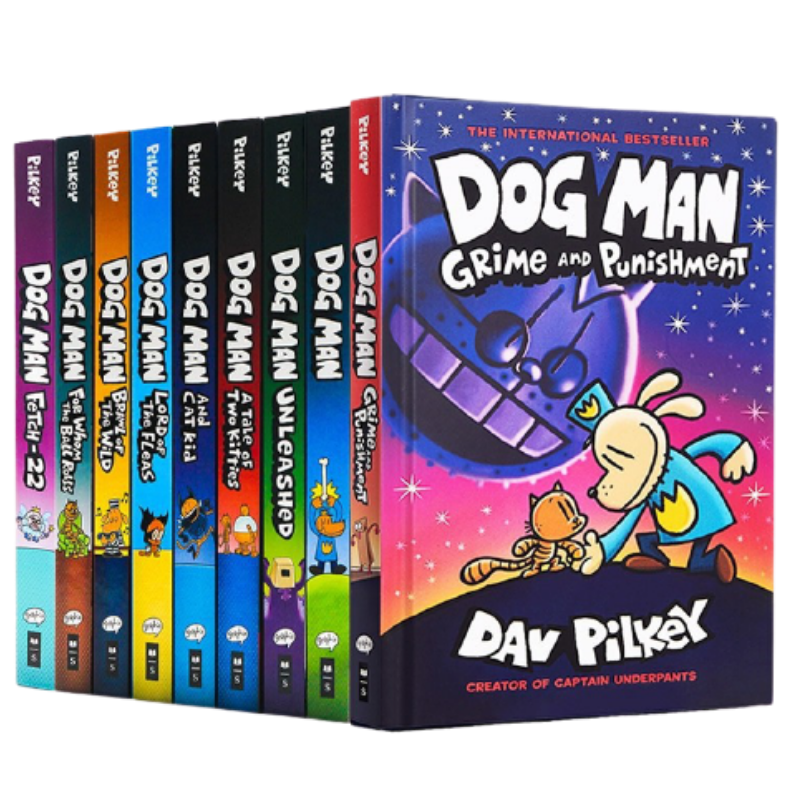 PILKEY
DOG MAN
FETCH-22
S
PILKEY
DOG MAN
FOR WHOM
THE BALL ROLLS
S
PILKEY
DOG MAN
BRAWL OF
THE WILD
S
PILKEY
DOG MAN
LORD OF
THE FLEAS
S
PILKEY
DOG MAN
AND
CAT KID
S
PILKEY
DOG MAN
A TALE OF
TWO KITTIES
S
PILKEY
DOG MAN
UNLEASHED
S
PILKEY
DOG MAN
S
PILKEY
DOG MAN
GRIME AND
PUNISHMENT
S
THE INTERNATIONAL BESTSELLER
DOG MAN
GRIME AND PUNISHMENT
DAV PILKEY
CREATOR OF CAPTAIN UNDERPANTS